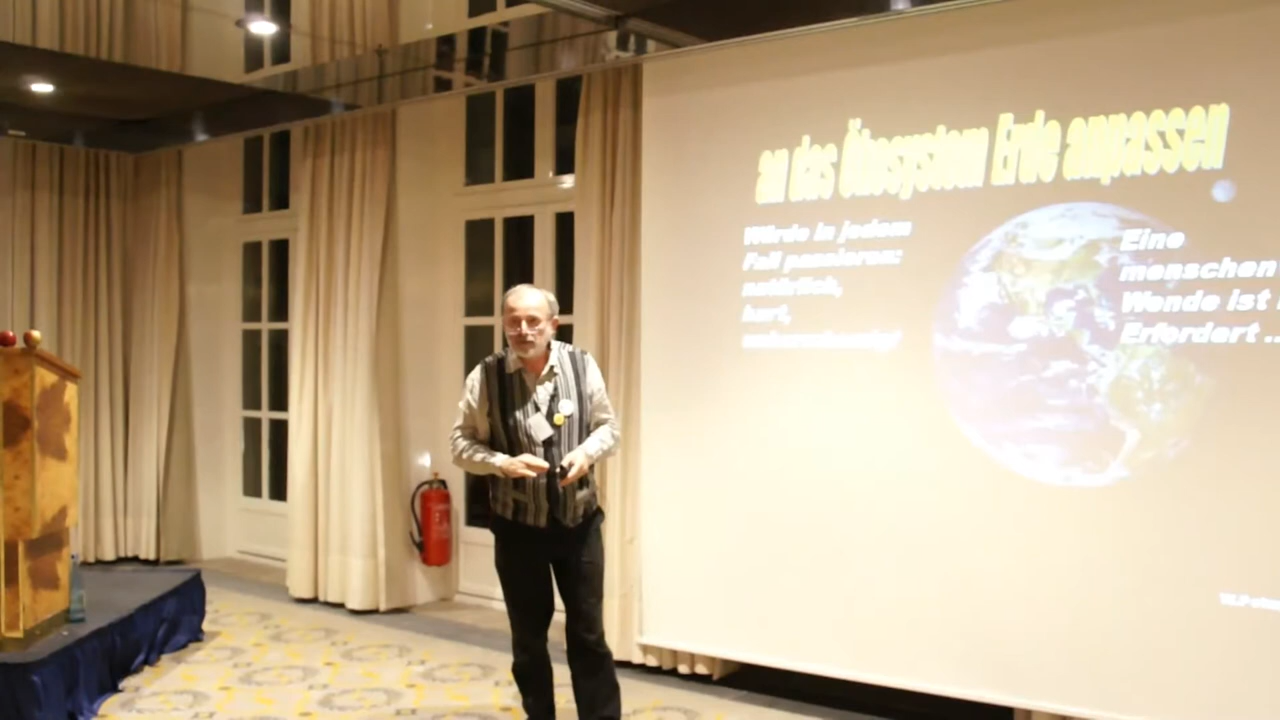 an das Ökosystem Erde anpassen
Würde in jedem
Fall passieren:
natürlich,
hart,
Eine
menschen
Wende ist
Erfordert ...